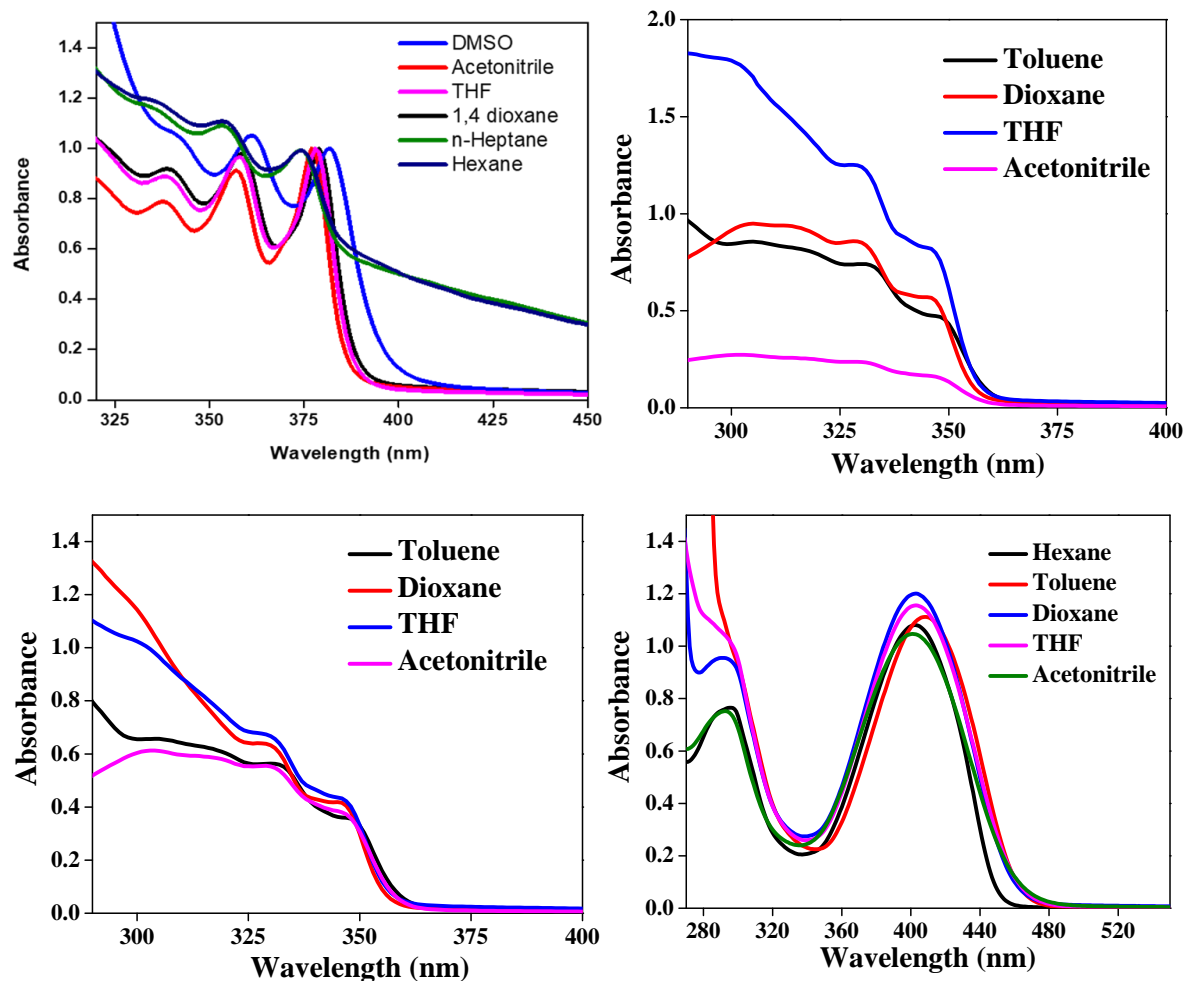 1.4
1.2
1.0
0.8
0.6
0.4
0.2
0.0
Absorbance
DMSO
Acetonitrile
THF
1,4 dioxane
n-Heptane
Hexane
325 350 375 400 425 450
Wavelength (nm)
2.0
1.5
1.0
0.5
0.0
Absorbance
Toluene
Dioxane
THF
Acetonitrile
300 325 350 375 400
Wavelength (nm)
1.4
1.2
1.0
0.8
0.6
0.4
0.2
0.0
Absorbance
Toluene
Dioxane
THF
Acetonitrile
300 325 350 375 400
Wavelength (nm)
1.4
1.2
1.0
0.8
0.6
0.4
0.2
0.0
Absorbance
Hexane
Toluene
Dioxane
THF
Acetonitrile
280 320 360 400 440 480 520
Wavelength (nm)